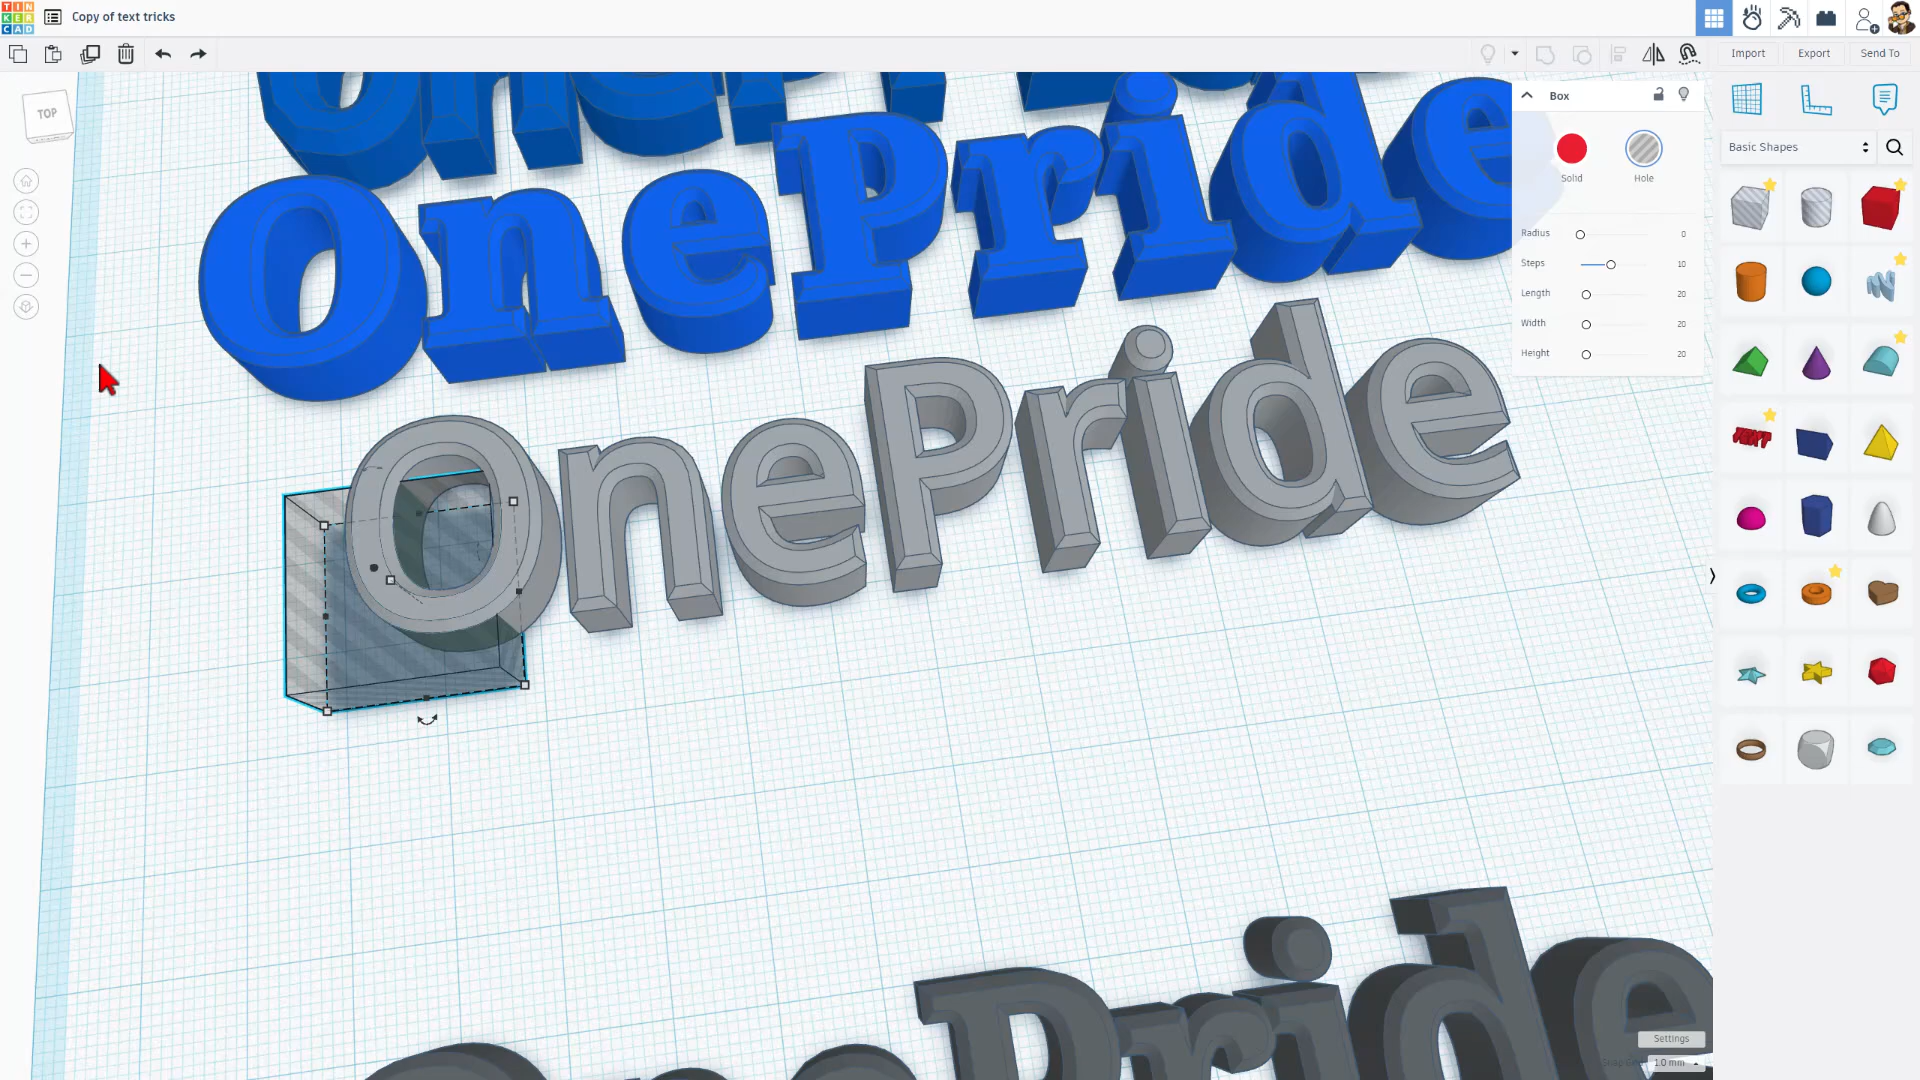 TIN
KER
CAD
Copy of text tricks
Import
Export
Send To
TOP
OnePride
OnePride
OnePride
Pride
Box
Solid
Hole
Radius 0
Steps 10
Length 20
Width 20
Height 20
Basic Shapes
TEXT
Settings
1.0 mm